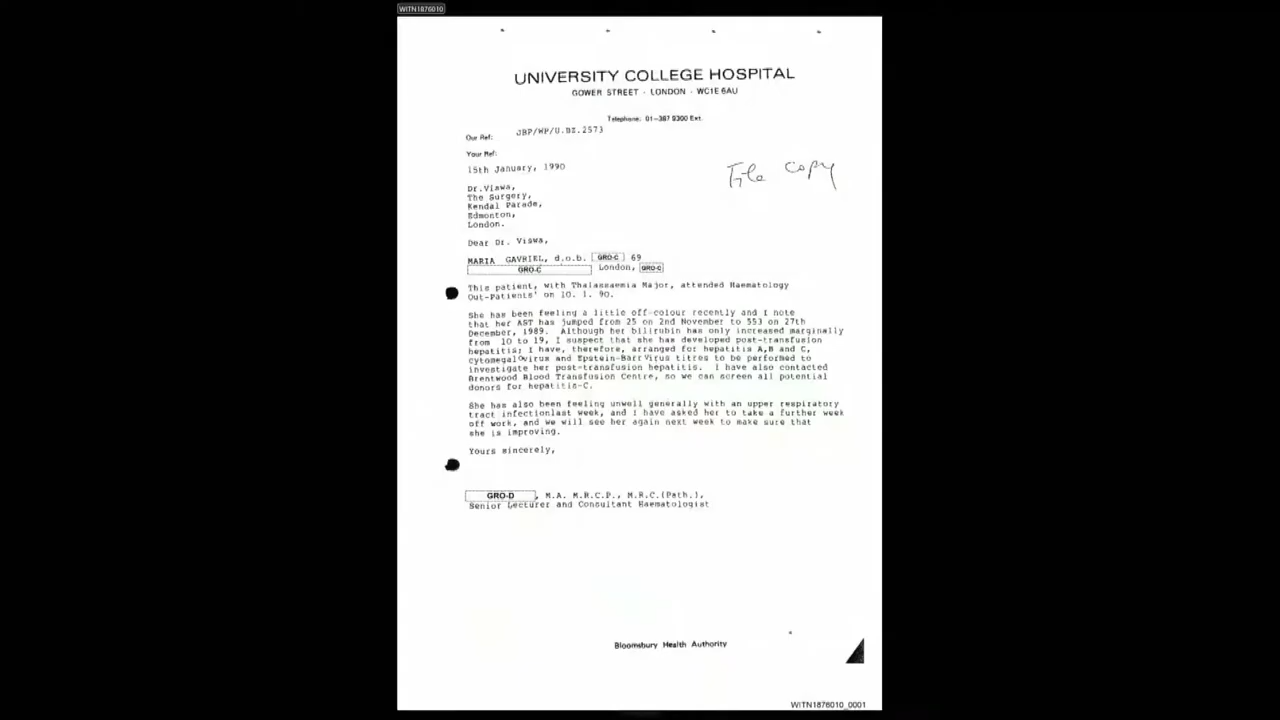 WITN1876010
UNIVERSITY COLLEGE HOSPITAL
GOWER STREET - LONDON - WC1E 6AU
Telephone: 01-387 9300 Ext.
Our Ref: JBP/WP/U.DZ.2573
Your Ref:
15th January, 1990
File copy
Dr.Viswa,
The Surgery,
Kendal Parade,
Edmonton,
London.
Dear Dr. Viswa,
MARIA GAVRIEL, d.o.b. GRO-C 69
GRO-C London, GRO-C
This patient, with Thalassaemia Major, attended Haematology
Out-Patients' on 10. 1. 90.
She has been feeling a little off-colour recently and I note
that her AST has jumped from 25 on 2nd November to 553 on 27th
December, 1989. Although her bilirubin has only increased marginally
from 10 to 19, I suspect that she has developed post-transfusion
hepatitis; I have, therefore, arranged for hepatitis A,B and C,
cytomegalovirus and Epstein-BarrVirus titres to be performed to
investigate her post-transfusion hepatitis. I have also contacted
Brentwood Blood Transfusion Centre, so we can screen all potential
donors for hepatitis-C.
She has also been feeling unwell generally with an upper respiratory
tract infectionlast week, and I have asked her to take a further week
off work, and we will see her again next week to make sure that
she is improving.
Yours sincerely,
GRO-D, M.A. M.R.C.P., M.R.C.(Path.),
Senior Lecturer and Consultant Haematologist
Bloomsbury Health Authority
WITN1876010_0001